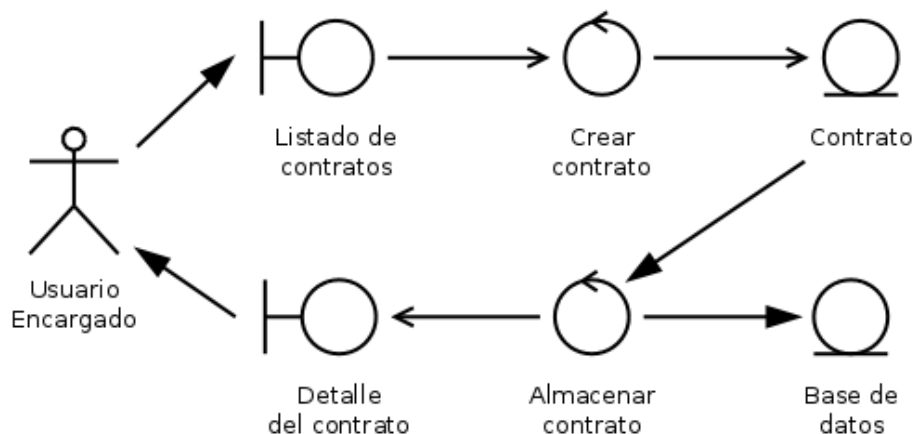 Listado de
contratos
Crear
contrato
Contrato
Usuario
Encargado
Detalle
del contrato
Almacenar
contrato
Base de
datos